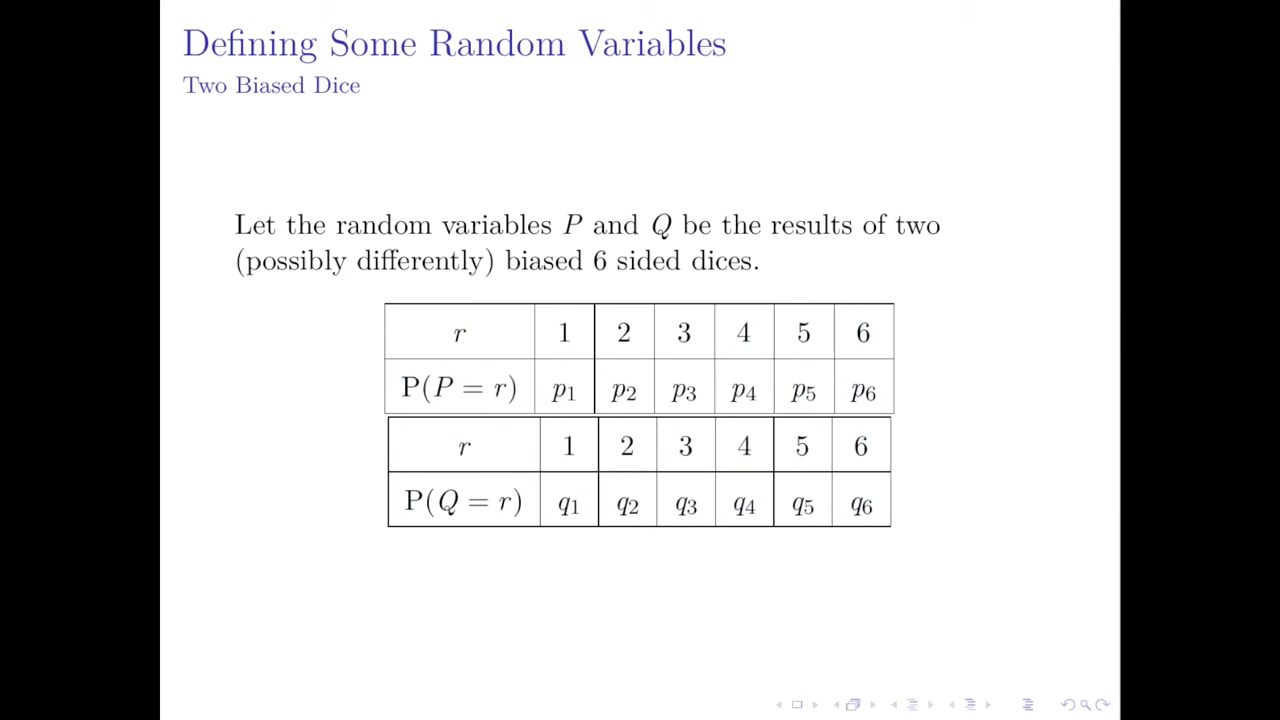 Defining Some Random Variables
Two Biased Dice
Let the random variables P and Q be the results of two
(possibly differently) biased 6 sided dices.
r 1 2 3 4 5 6
P(P = r) p₁ p₂ p₃ p₄ p₅ p₆
r 1 2 3 4 5 6
P(Q = r) q₁ q₂ q₃ q₄ q₅ q₆